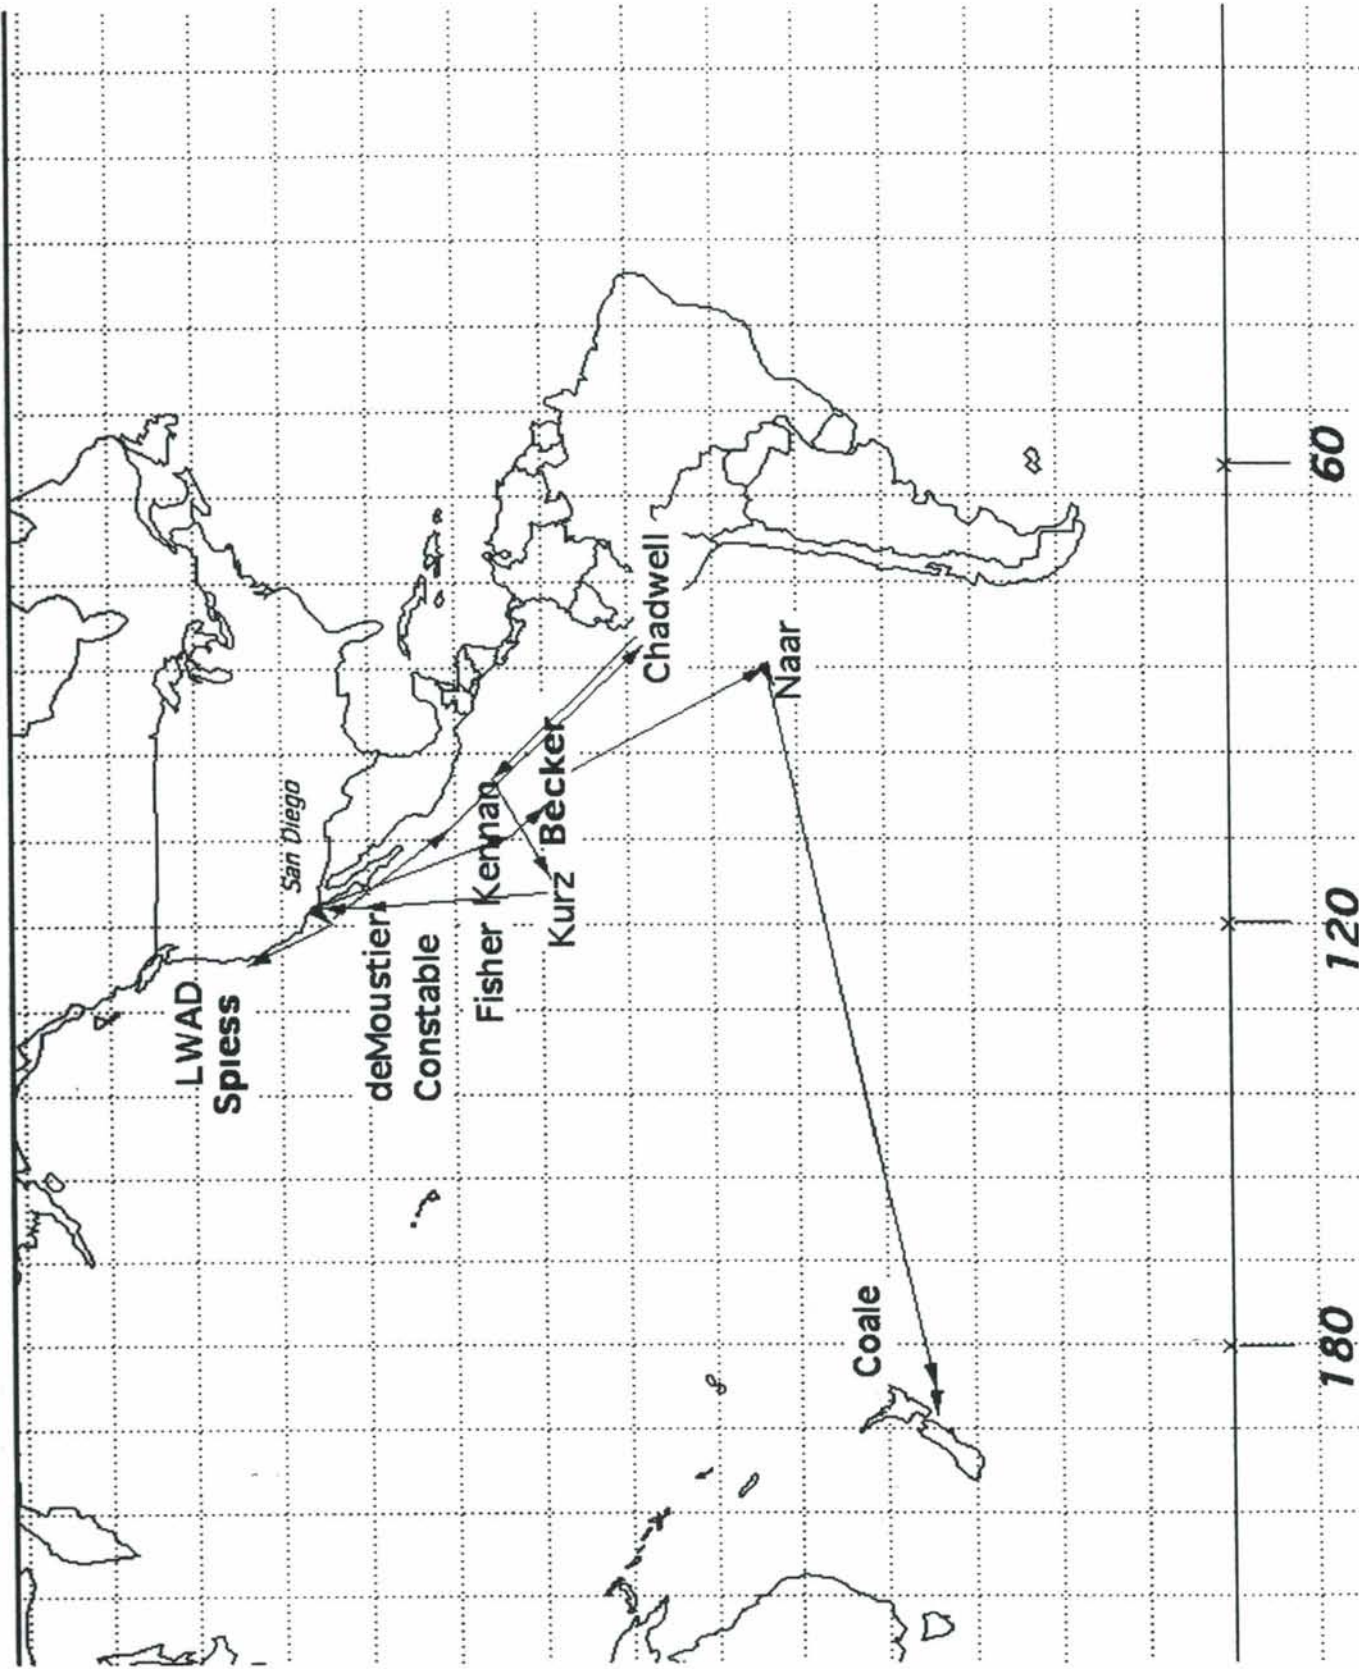 San Diego
LWAD
Spiess
deMoustier
Constable
Fisher Kennan
Kurz
Becker
Chadwell
Naar
Coale
180
120
60